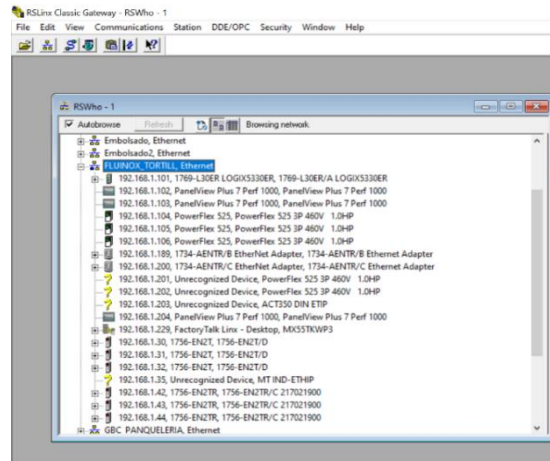 RSLinx Classic Gateway - RSWho - 1
File Edit View Communications Station DDE/OPC Security Window Help
RSWho - 1
Autobrowse Refresh Browsing network.
Embolsado, Ethernet
Embolsado2, Ethernet
FLUINOX_TORTILL, Ethernet
192.168.1.101, 1769-L30ER LOGIX5330ER, 1769-L30ER/A LOGIX5330ER
192.168.1.102, PanelView Plus 7 Perf 1000, PanelView Plus 7 Perf 1000
192.168.1.103, PanelView Plus 7 Perf 1000, PanelView Plus 7 Perf 1000
192.168.1.104, PowerFlex 525, PowerFlex 525 3P 460V 1.0HP
192.168.1.105, PowerFlex 525, PowerFlex 525 3P 460V 1.0HP
192.168.1.106, PowerFlex 525, PowerFlex 525 3P 460V 1.0HP
192.168.1.189, 1734-AENTR/B EtherNet Adapter, 1734-AENTR/B Ethernet Adapter
192.168.1.200, 1734-AENTR/C EtherNet Adapter, 1734-AENTR/C Ethernet Adapter
192.168.1.201, Unrecognized Device, PowerFlex 525 3P 460V 1.0HP
192.168.1.202, Unrecognized Device, PowerFlex 525 3P 460V 1.0HP
192.168.1.203, Unrecognized Device, ACT350 DIN ETIP
192.168.1.204, PanelView Plus 7 Perf 1000, PanelView Plus 7 Perf 1000
192.168.1.229, FactoryTalk Linx - Desktop, MX55TKWP3
192.168.1.30, 1756-EN2T, 1756-EN2T/D
192.168.1.31, 1756-EN2T, 1756-EN2T/D
192.168.1.32, 1756-EN2T, 1756-EN2T/D
192.168.1.35, Unrecognized Device, MT IND-ETHIP
192.168.1.42, 1756-EN2TR, 1756-EN2TR/C 217021900
192.168.1.43, 1756-EN2TR, 1756-EN2TR/C 217021900
192.168.1.44, 1756-EN2TR, 1756-EN2TR/C 217021900
GBC_PANQUELERIA, Ethernet